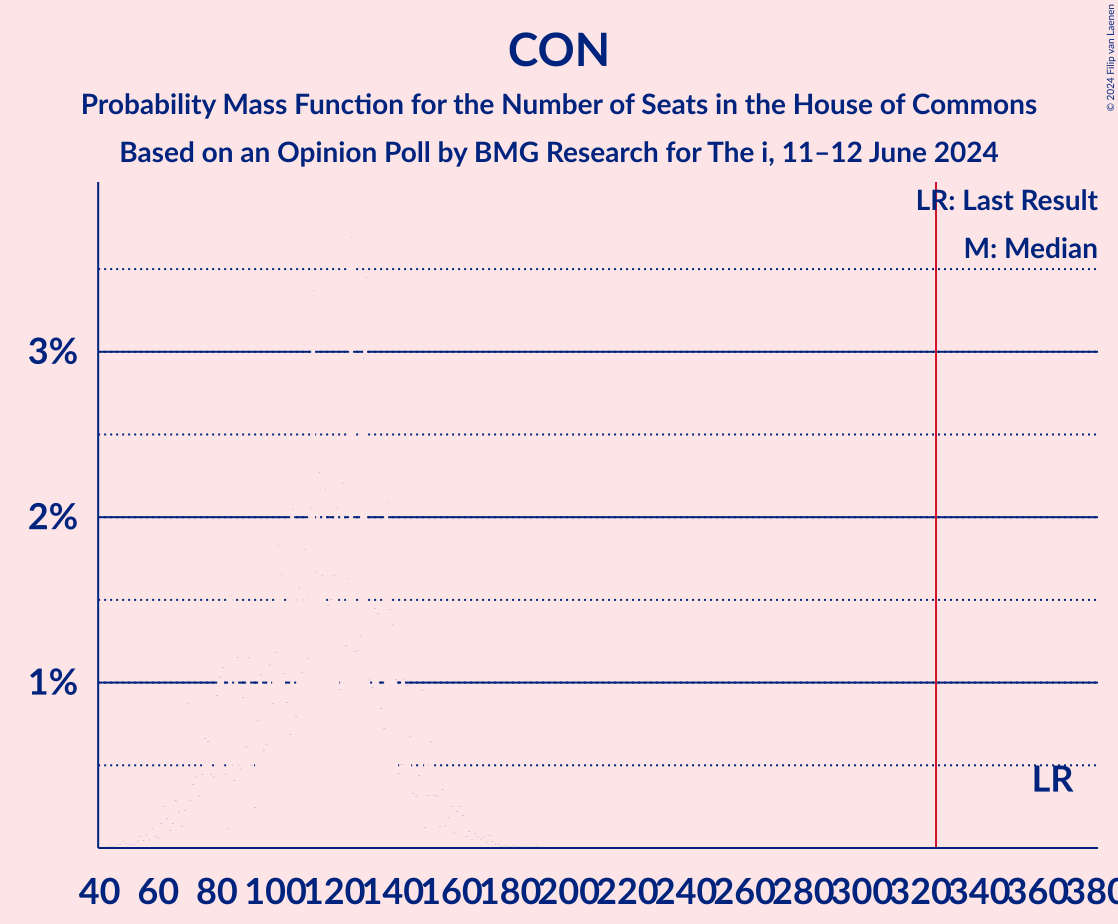 CON
Probability Mass Function for the Number of Seats in the House of Commons
Based on an Opinion Poll by BMG Research for The i, 11–12 June 2024
© 2024 Filip van Laenen
LR: Last Result
M: Median
3%
2%
1%
LR
40 60 80 100 120 140 160 180 200 220 240 260 280 300 320 340 360 380